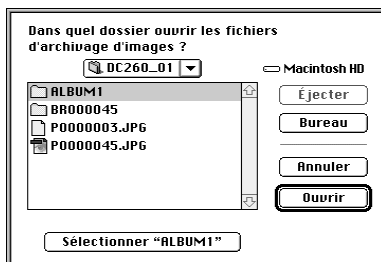 Dans quel dossier ouvrir les fichiers
d'archivage d'images ?
DC260_01
Macintosh HD
ALBUM1
BR000045
P0000003.JPG
P0000045.JPG
Éjecter
Bureau
Annuler
Ouvrir
Sélectionner “ALBUM1”